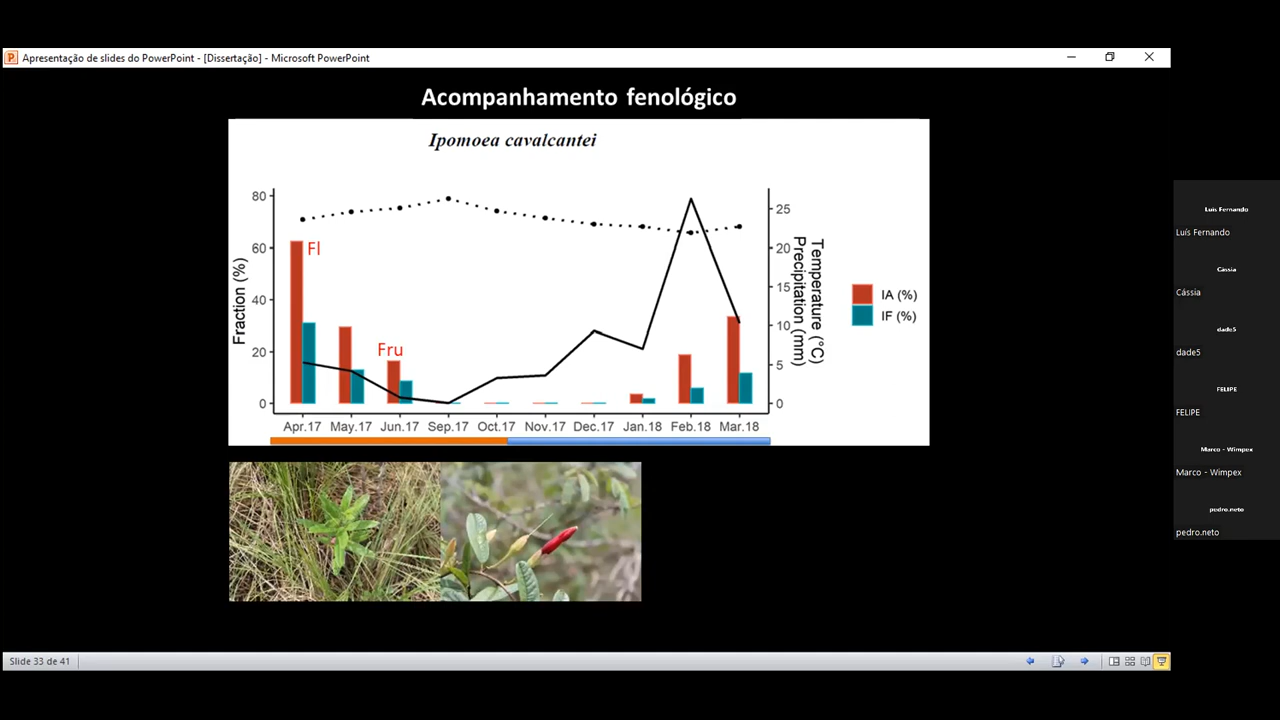 Apresentação de slides do PowerPoint - [Dissertação] - Microsoft PowerPoint
Acompanhamento fenológico
Ipomoea cavalcantei
80
60
40
20
0
Fraction (%)
Fl
Fru
25
20
15
10
5
0
Temperature (°C)
Precipitation (mm)
IA (%)
IF (%)
Apr.17 May.17 Jun.17 Sep.17 Oct.17 Nov.17 Dec.17 Jan.18 Feb.18 Mar.18
Luís Fernando
Luís Fernando
Cássia
Cássia
dade5
dade5
FELIPE
FELIPE
Marco - Wimpex
Marco - Wimpex
pedro.neto
pedro.neto
Slide 33 de 41